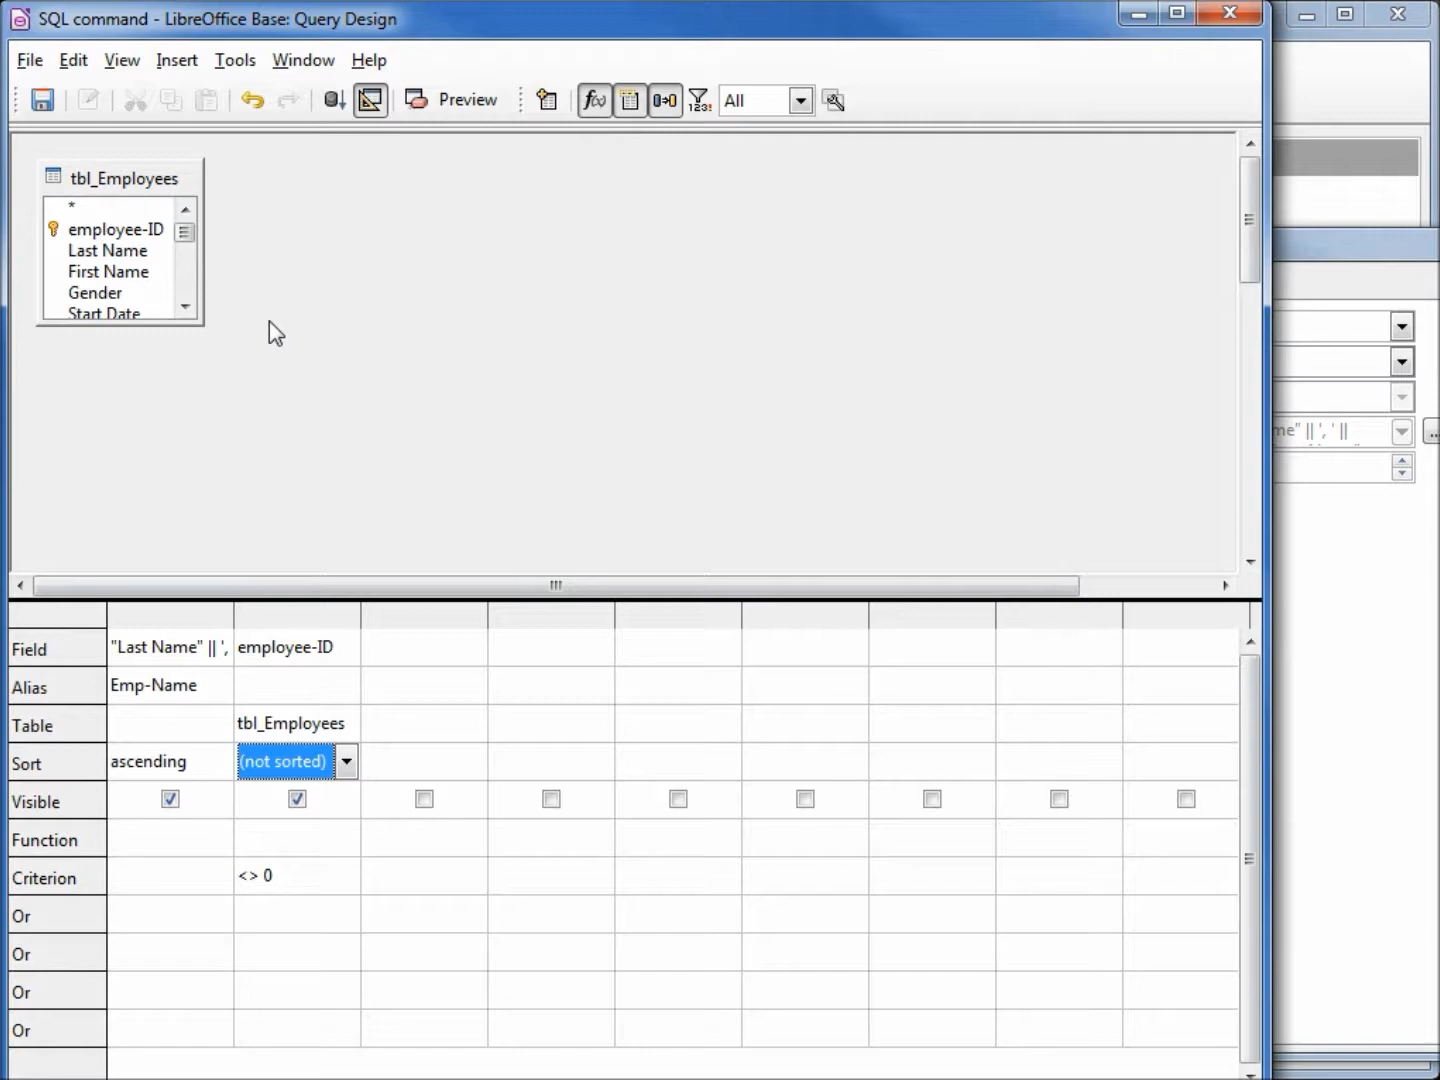 SQL command - LibreOffice Base: Query Design
File Edit View Insert Tools Window Help
Preview
f(x)
123!
All
tbl_Employees
*
employee-ID
Last Name
First Name
Gender
Start Date
me" || ', ' ||
...
Field "Last Name" || ', employee-ID
Alias Emp-Name
Table tbl_Employees
Sort ascending (not sorted)
Visible
Function
Criterion <> 0
Or
Or
Or
Or